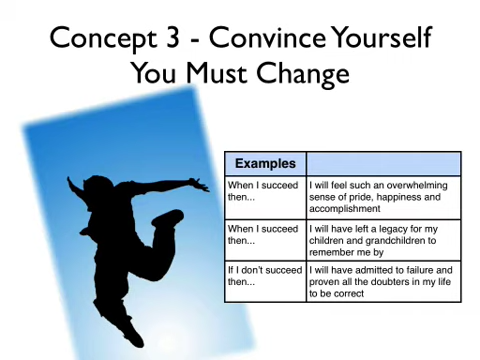 Concept 3 - Convince Yourself
You Must Change
Examples
When I succeed
then...
I will feel such an overwhelming
sense of pride, happiness and
accomplishment
When I succeed
then...
I will have left a legacy for my
children and grandchildren to
remember me by
If I don't succeed
then...
I will have admitted to failure and
proven all the doubters in my life
to be correct